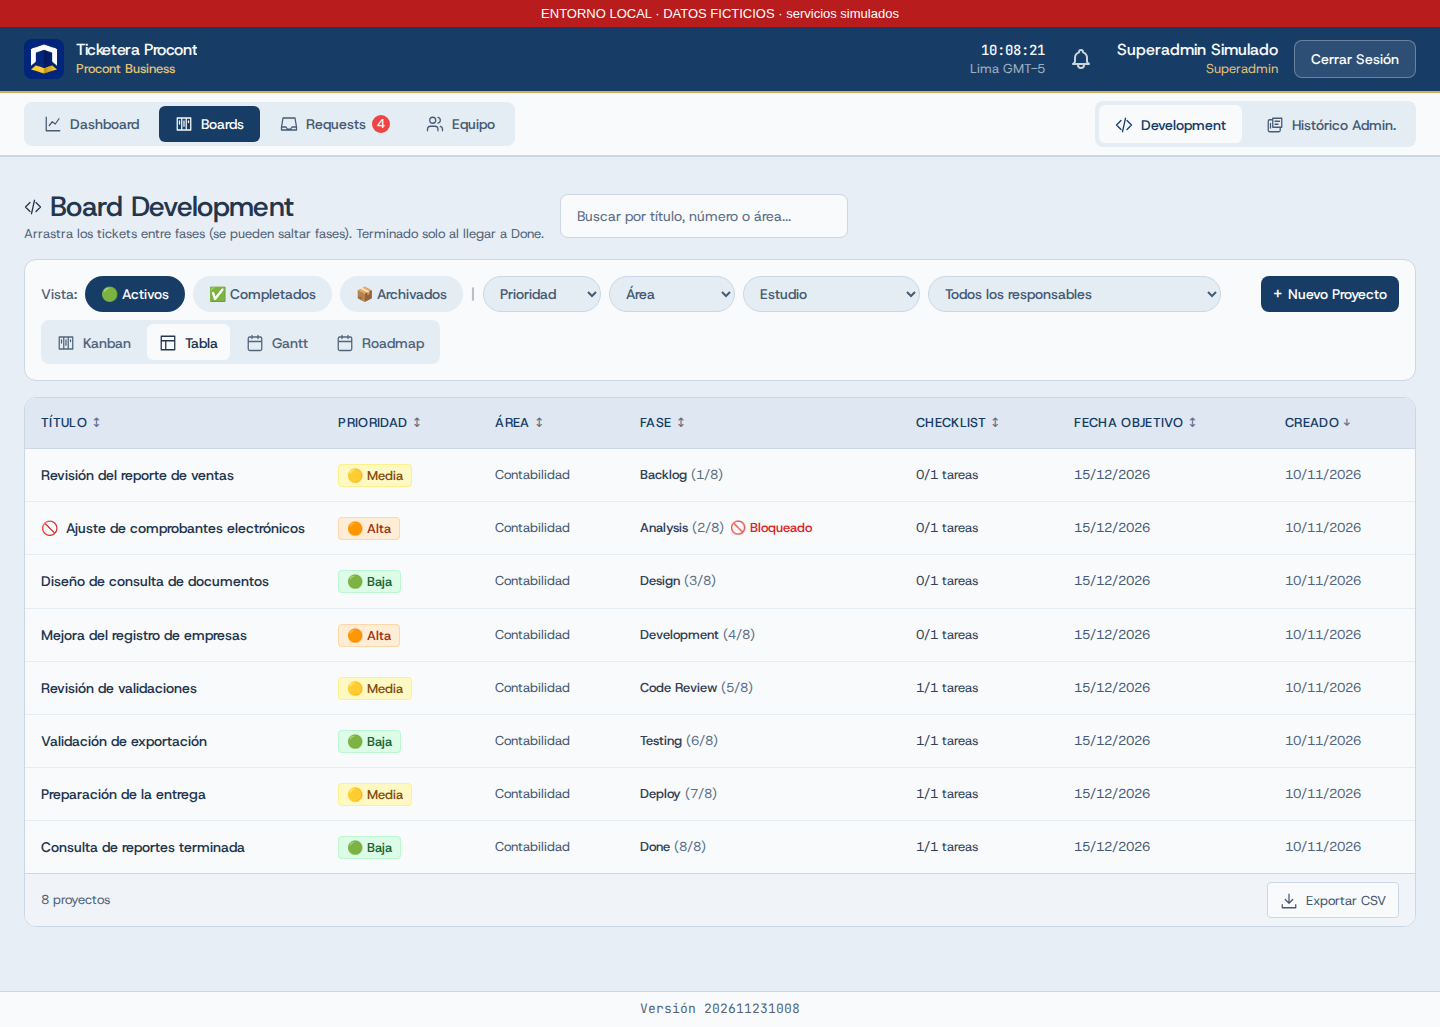 ENTORNO LOCAL · DATOS FICTICIOS · servicios simulados
Ticketera Procont
Procont Business
10:08:21
Lima GMT-5
Superadmin Simulado
Superadmin
Cerrar Sesión
Dashboard
Boards
Requests 4
Equipo
Development
Histórico Admin.
Board Development
Arrastra los tickets entre fases (se pueden saltar fases). Terminado solo al llegar a Done.
Buscar por título, número o área...
Vista: Activos Completados Archivados | Prioridad Área Estudio Todos los responsables + Nuevo Proyecto
Kanban Tabla Gantt Roadmap
TÍTULO ↕ PRIORIDAD ↕ ÁREA ↕ FASE ↕ CHECKLIST ↕ FECHA OBJETIVO ↕ CREADO ↓
Revisión del reporte de ventas Media Contabilidad Backlog (1/8) 0/1 tareas 15/12/2026 10/11/2026
Ajuste de comprobantes electrónicos Alta Contabilidad Analysis (2/8) Bloqueado 0/1 tareas 15/12/2026 10/11/2026
Diseño de consulta de documentos Baja Contabilidad Design (3/8) 0/1 tareas 15/12/2026 10/11/2026
Mejora del registro de empresas Alta Contabilidad Development (4/8) 0/1 tareas 15/12/2026 10/11/2026
Revisión de validaciones Media Contabilidad Code Review (5/8) 1/1 tareas 15/12/2026 10/11/2026
Validación de exportación Baja Contabilidad Testing (6/8) 1/1 tareas 15/12/2026 10/11/2026
Preparación de la entrega Media Contabilidad Deploy (7/8) 1/1 tareas 15/12/2026 10/11/2026
Consulta de reportes terminada Baja Contabilidad Done (8/8) 1/1 tareas 15/12/2026 10/11/2026
8 proyectos
Exportar CSV
Versión 202611231008